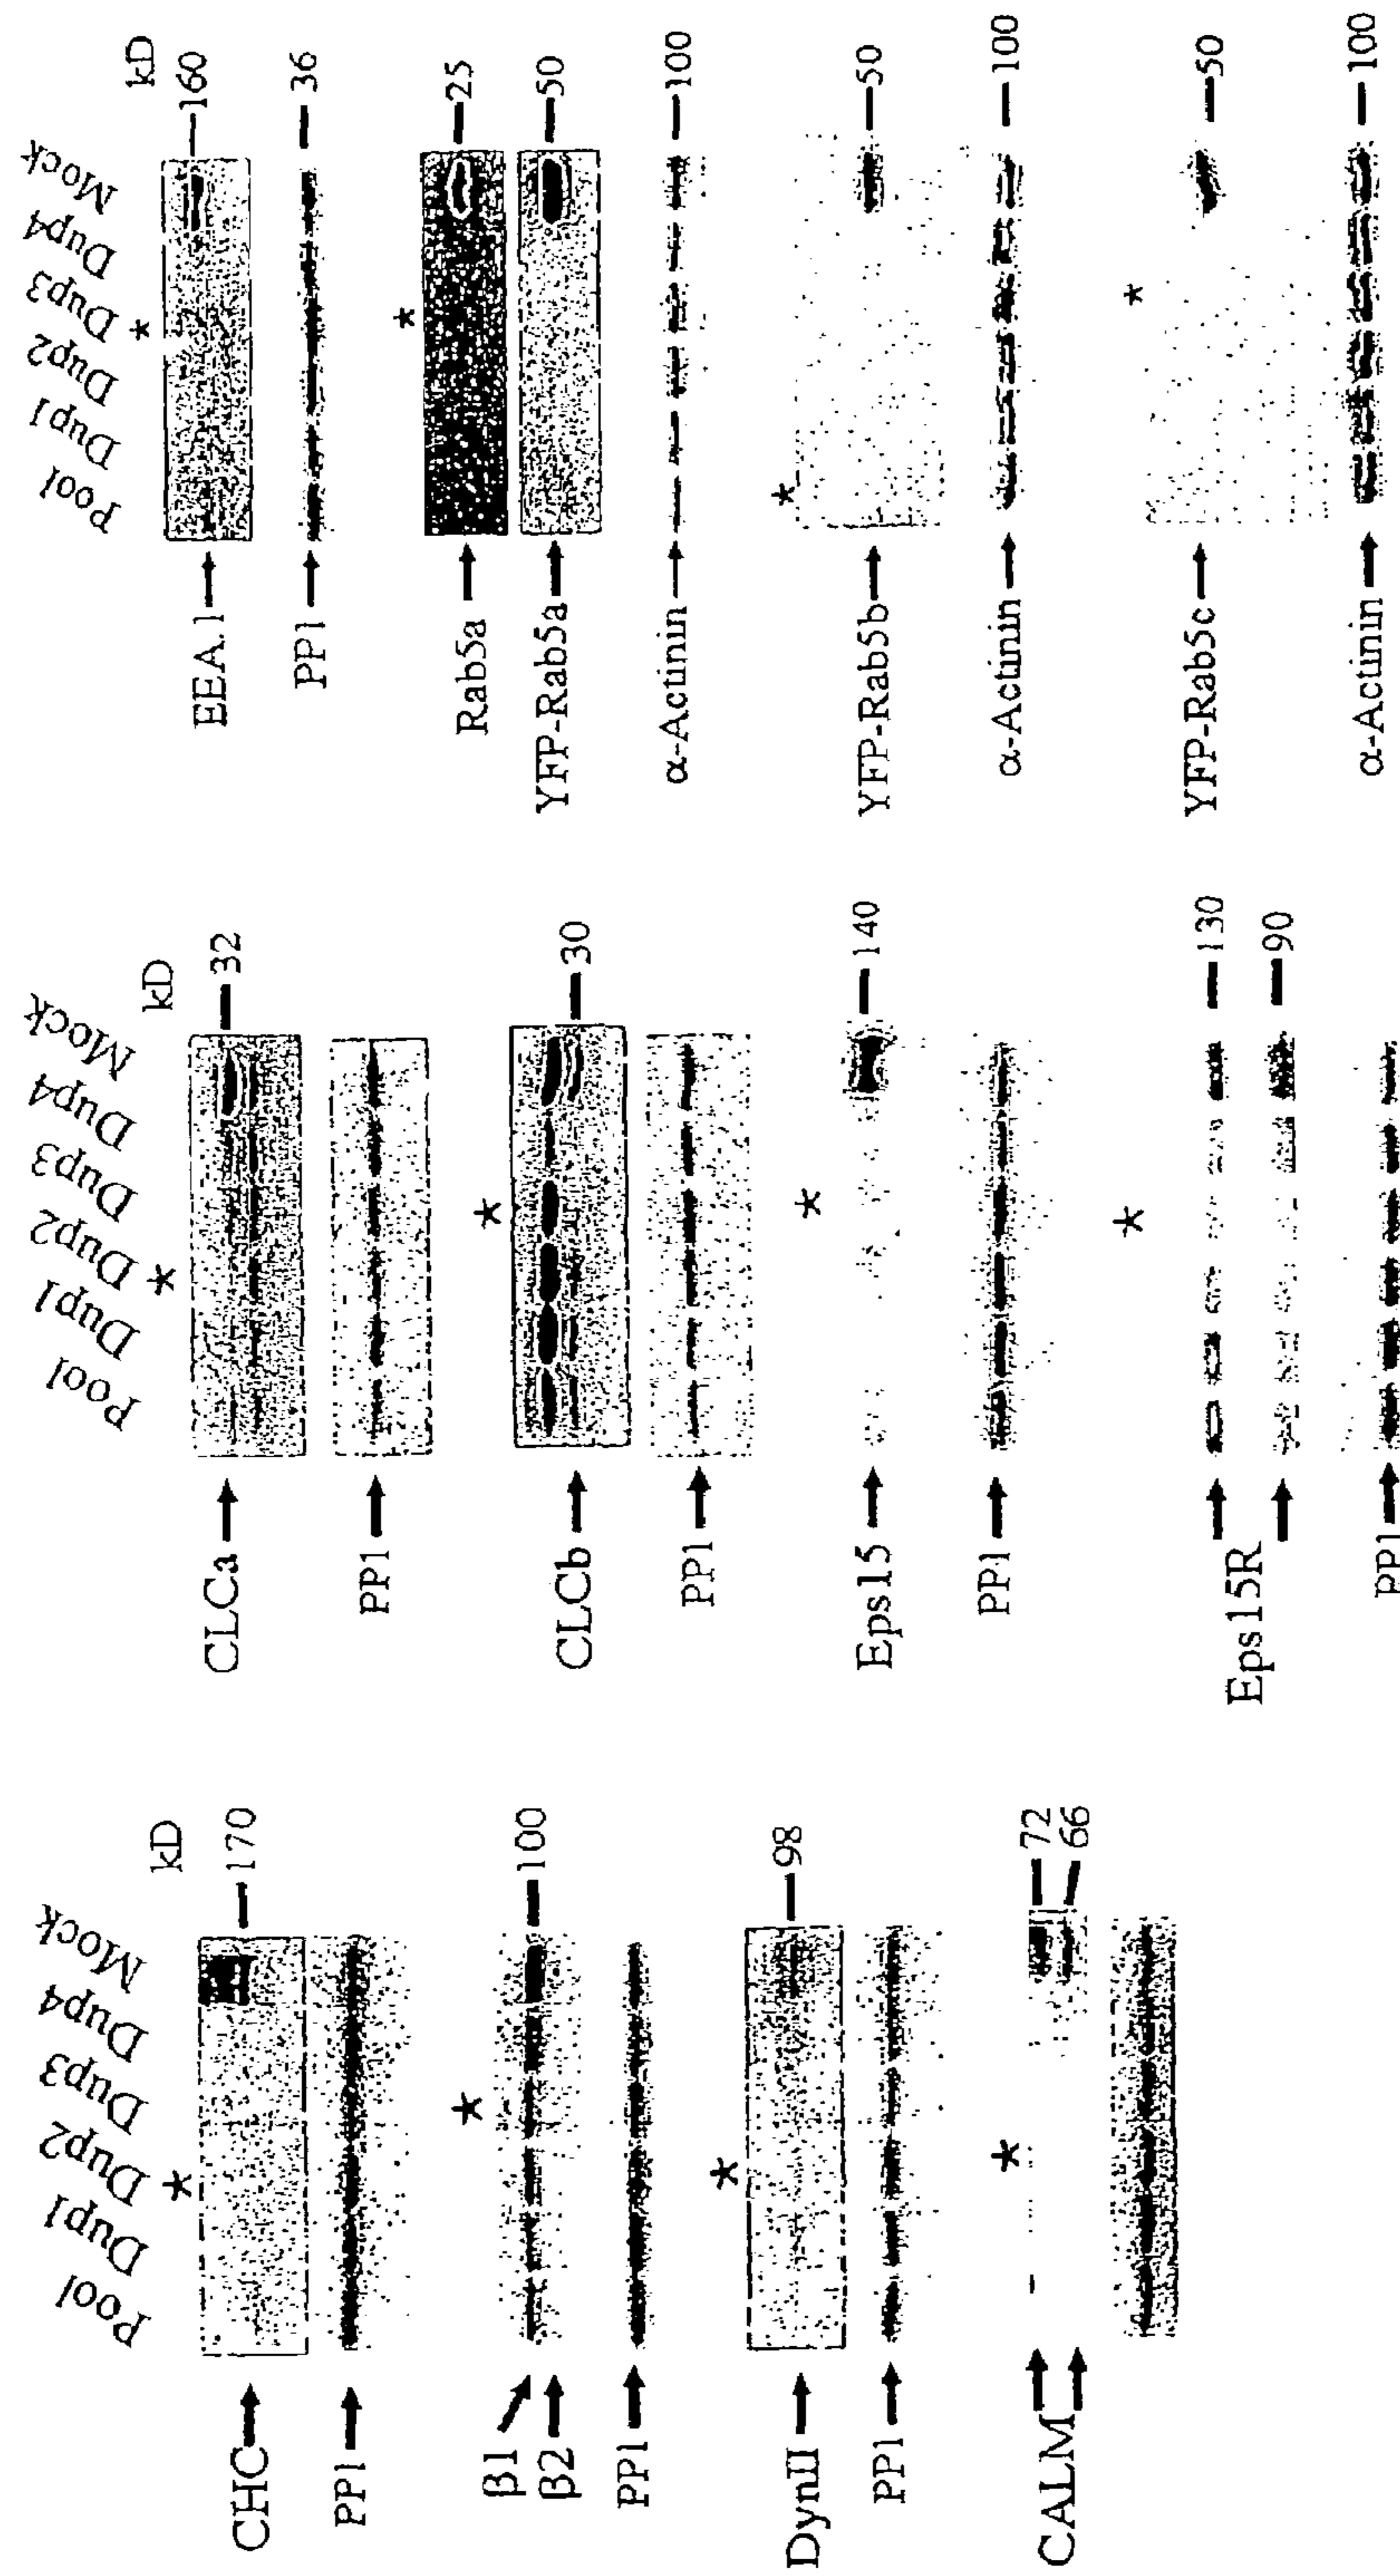 Pool Dup1 Dup2 Dup3 Dup4 Mock
kD
*
CHC 170
PP1
*
β1 100
β2
PP1
*
DynII 98
PP1
*
CALM 72
66
Pool Dup1 Dup2 Dup3 Dup4 Mock
kD
*
CLCa 32
PP1
*
CLCb 30
PP1
*
Eps15 140
PP1
*
Eps15R 130
90
PP1
Pool Dup1 Dup2 Dup3 Dup4 Mock
kD
*
EEA.1 160
PP1 36
*
Rab5a 25
YFP-Rab5a 50
α-Actinin 100
*
YFP-Rab5b 50
α-Actinin 100
*
YFP-Rab5c 50
α-Actinin 100